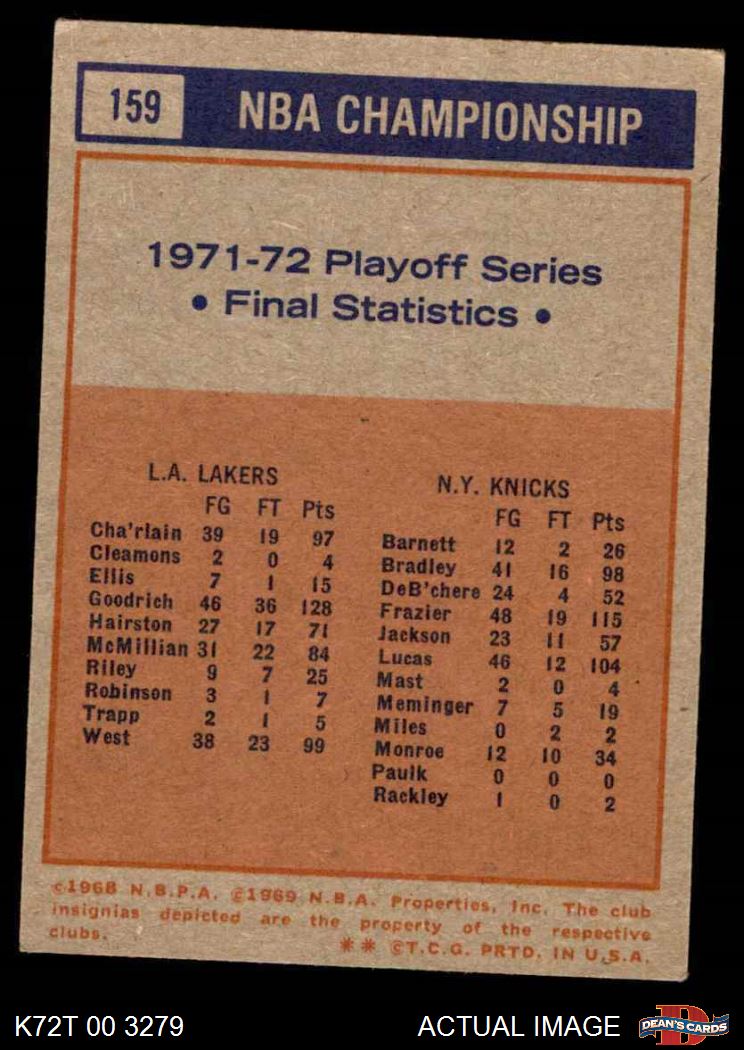 159 NBA CHAMPIONSHIP
1971-72 Playoff Series
• Final Statistics •
L.A. LAKERS
FG FT Pts
Cha'rlain 39 19 97
Cleamons 2 0 4
Ellis 7 1 15
Goodrich 46 36 128
Hairston 27 17 71
McMillian 31 22 84
Riley 9 7 25
Robinson 3 1 7
Trapp 2 1 5
West 38 23 99
N.Y. KNICKS
FG FT Pts
Barnett 12 2 26
Bradley 41 16 98
DeB'chere 24 4 52
Frazier 48 19 115
Jackson 23 11 57
Lucas 46 12 104
Mast 2 0 4
Meminger 7 5 19
Miles 0 2 2
Monroe 12 10 34
Paulk 0 0 0
Rackley 1 0 2
©1968 N.B.P.A. ©1969 N.B.A. Properties, Inc. The club
insignias depicted are the property of the respective
clubs.
** ©T.C.G. PRTD. IN U.S.A.
K72T 00 3279
ACTUAL IMAGE
D
DEAN'S CARDS